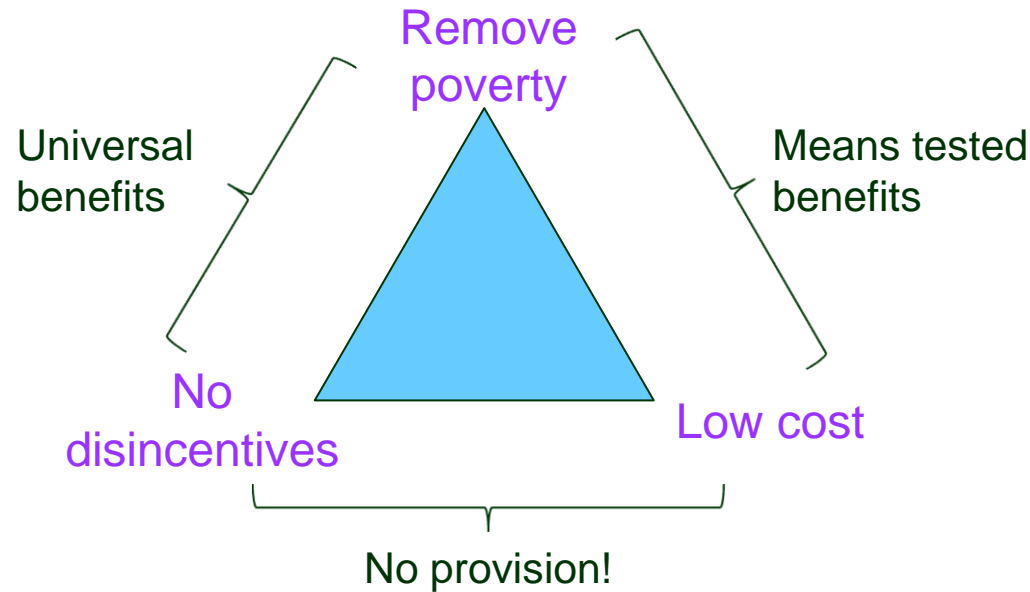 Remove
poverty
Universal
benefits
Means tested
benefits
No
disincentives
Low cost
No provision!